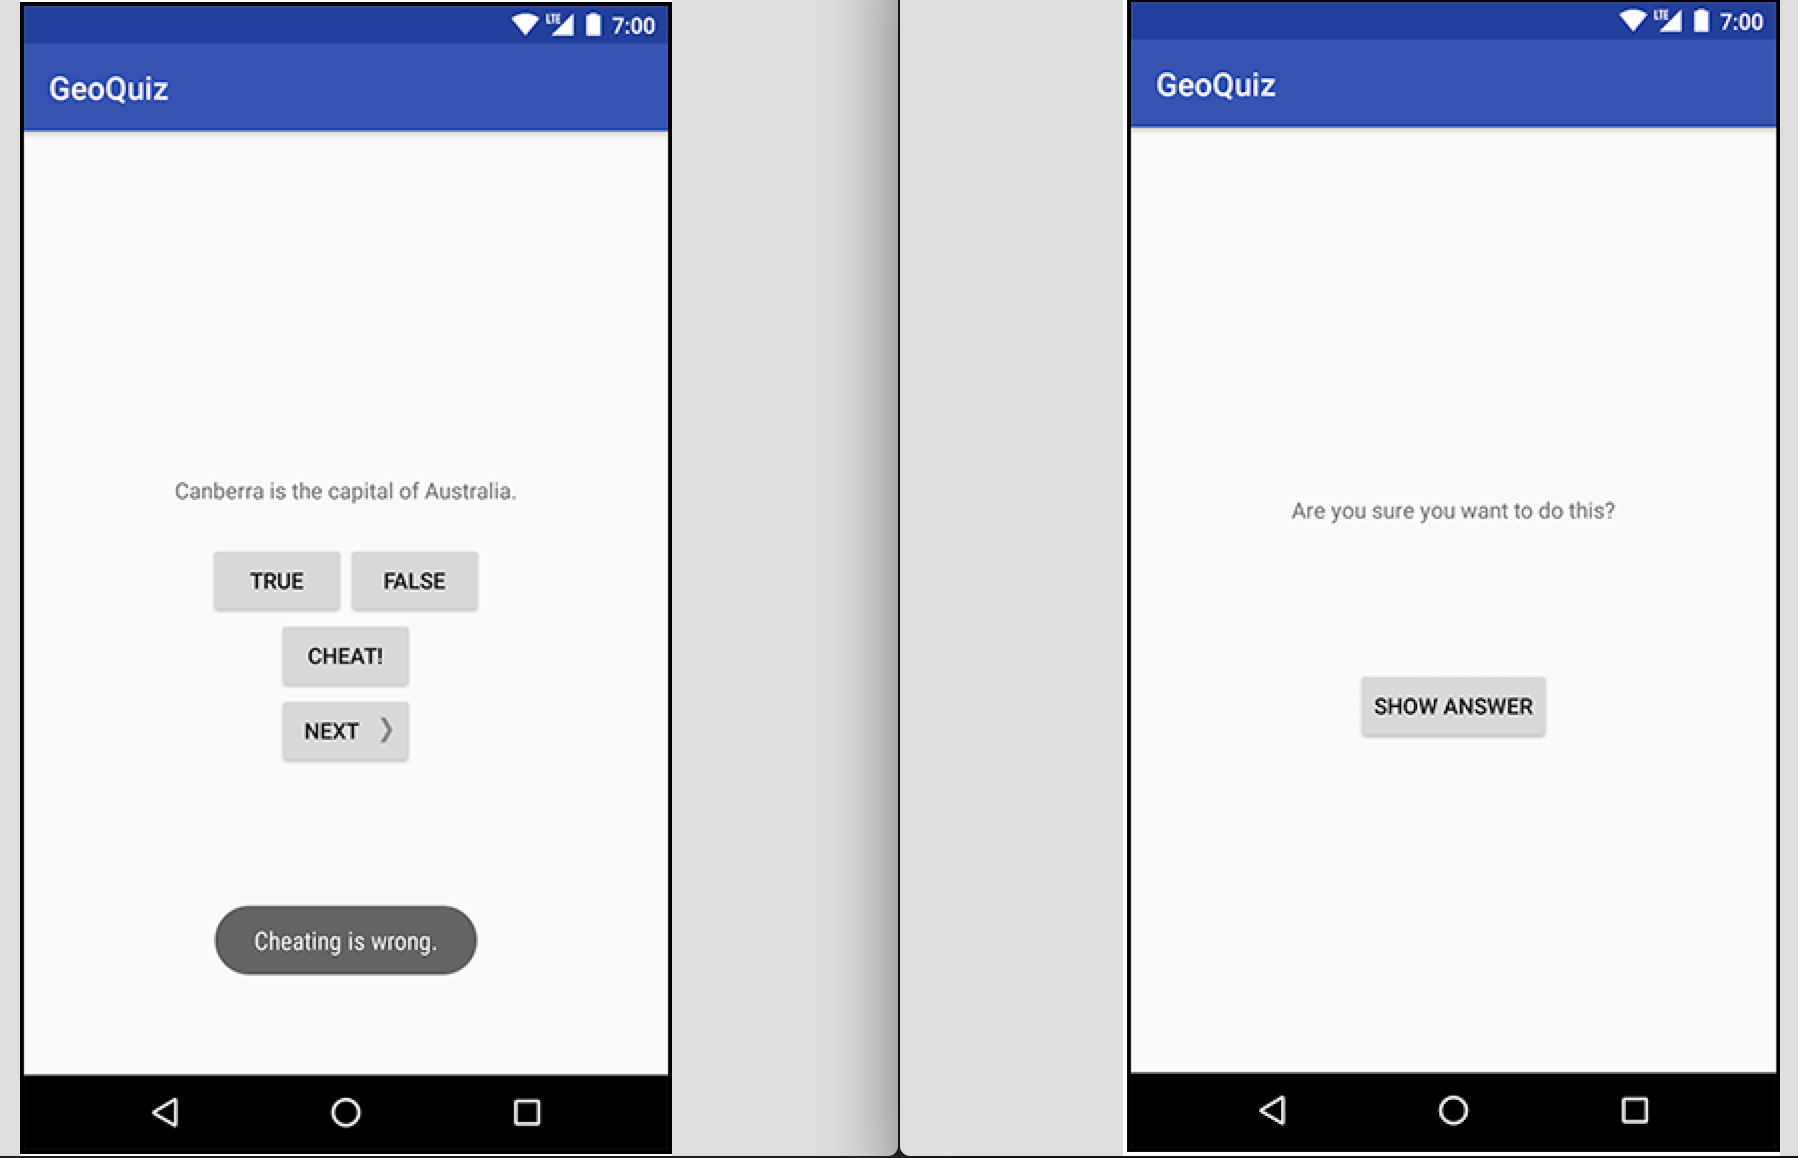 LTE 7:00
GeoQuiz
Canberra is the capital of Australia.
TRUE FALSE
CHEAT!
NEXT
Cheating is wrong.
LTE 7:00
GeoQuiz
Are you sure you want to do this?
SHOW ANSWER